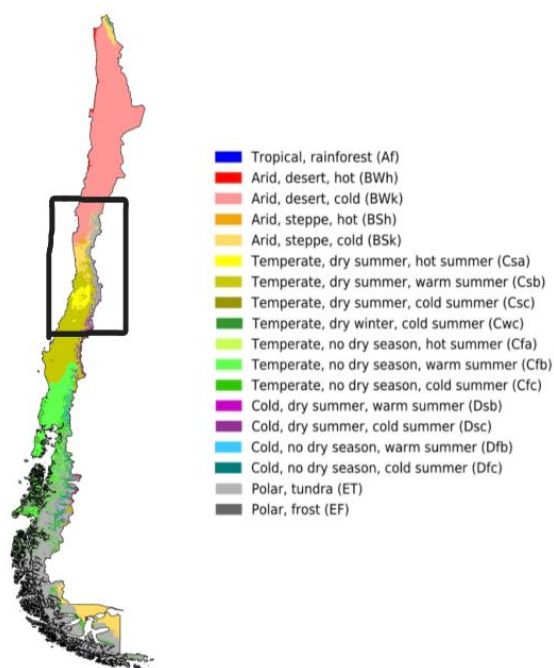 Tropical, rainforest (Af)
Arid, desert, hot (BWh)
Arid, desert, cold (BWk)
Arid, steppe, hot (BSh)
Arid, steppe, cold (BSk)
Temperate, dry summer, hot summer (Csa)
Temperate, dry summer, warm summer (Csb)
Temperate, dry summer, cold summer (Csc)
Temperate, dry winter, cold summer (Cwc)
Temperate, no dry season, hot summer (Cfa)
Temperate, no dry season, warm summer (Cfb)
Temperate, no dry season, cold summer (Cfc)
Cold, dry summer, warm summer (Dsb)
Cold, dry summer, cold summer (Dsc)
Cold, no dry season, warm summer (Dfb)
Cold, no dry season, cold summer (Dfc)
Polar, tundra (ET)
Polar, frost (EF)